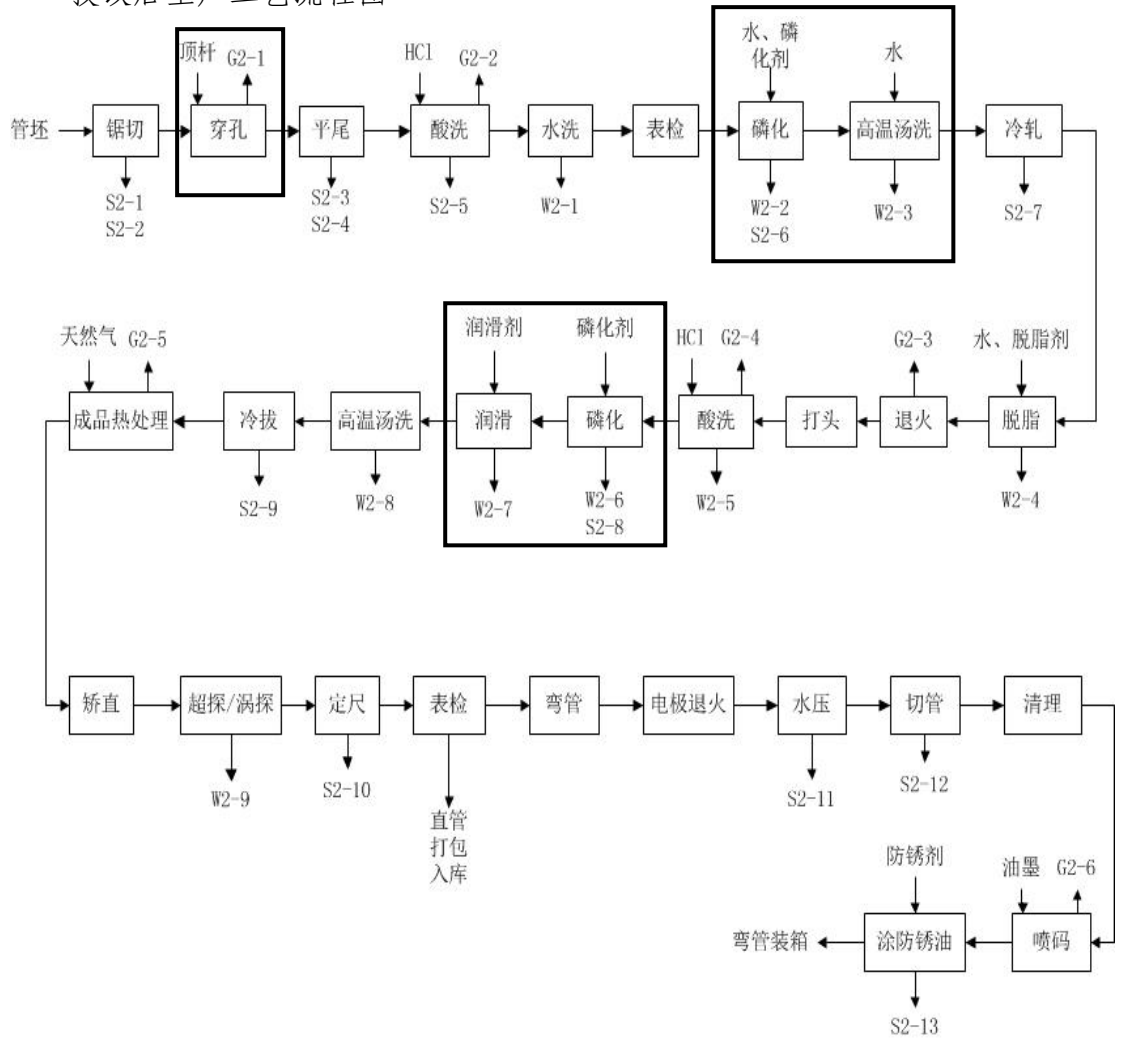 顶杆 G2-1
HCl G2-2
水、磷
化剂
水
管坯 锯切 穿孔 平尾 酸洗 水洗 表检 磷化 高温汤洗 冷轧
S2-1
S2-2
S2-3
S2-4
S2-5
W2-1
W2-2
S2-6
W2-3
S2-7
天然气 G2-5
润滑剂
磷化剂
HCl G2-4
G2-3
水、脱脂剂
成品热处理 冷拔 高温汤洗 润滑 磷化 酸洗 打头 退火 脱脂
S2-9
W2-8
W2-7
W2-6
S2-8
W2-5
W2-4
矫直 超探/涡探 定尺 表检 弯管 电极退火 水压 切管 清理
W2-9
S2-10
直管
打包
入库
S2-11
S2-12
防锈剂
油墨 G2-6
弯管装箱 涂防锈油 喷码
S2-13